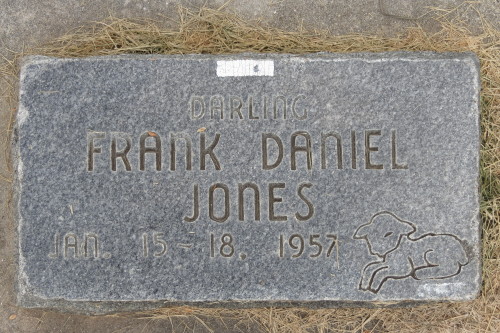 DARLING
FRANK DANIEL
JONES
JAN. 15 - 18, 1957